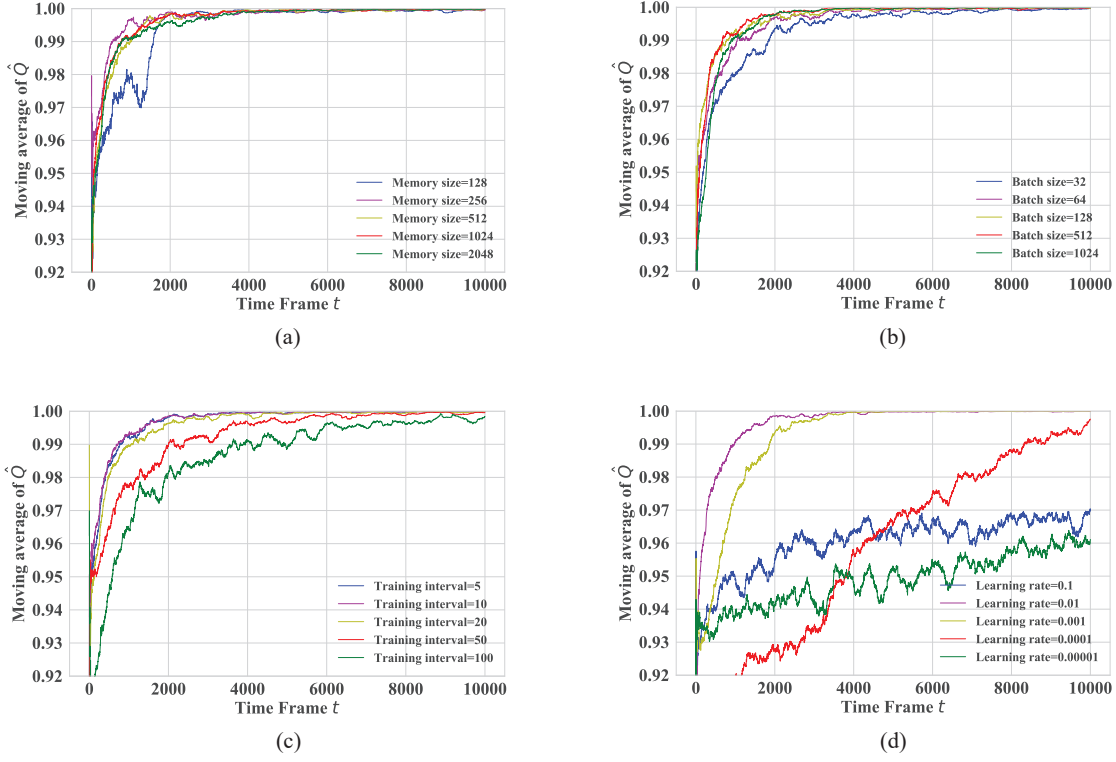 Moving average of Q̂
1.00
0.99
0.98
0.97
0.96
0.95
0.94
0.93
0.92
Memory size=128
Memory size=256
Memory size=512
Memory size=1024
Memory size=2048
0 2000 4000 6000 8000 10000
Time Frame t
(a)
Moving average of Q̂
1.00
0.99
0.98
0.97
0.96
0.95
0.94
0.93
0.92
Batch size=32
Batch size=64
Batch size=128
Batch size=512
Batch size=1024
0 2000 4000 6000 8000 10000
Time Frame t
(b)
Moving average of Q̂
1.00
0.99
0.98
0.97
0.96
0.95
0.94
0.93
0.92
Training interval=5
Training interval=10
Training interval=20
Training interval=50
Training interval=100
0 2000 4000 6000 8000 10000
Time Frame t
(c)
Moving average of Q̂
1.00
0.99
0.98
0.97
0.96
0.95
0.94
0.93
0.92
Learning rate=0.1
Learning rate=0.01
Learning rate=0.001
Learning rate=0.0001
Learning rate=0.00001
0 2000 4000 6000 8000 10000
Time Frame t
(d)